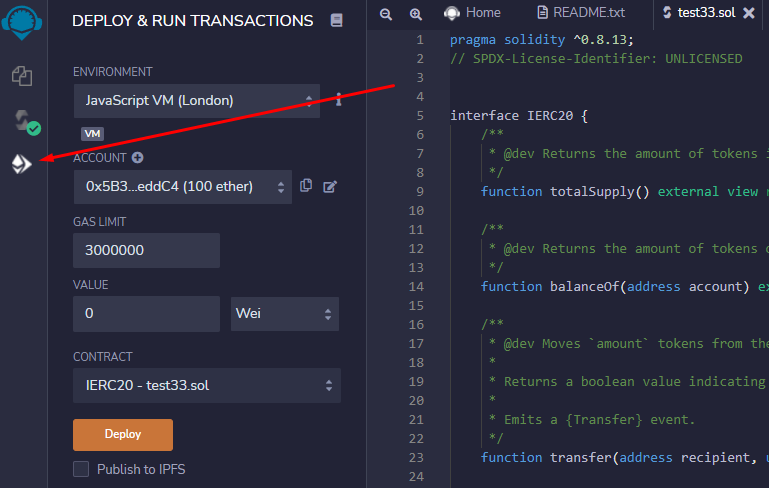 DEPLOY & RUN TRANSACTIONS
ENVIRONMENT
JavaScript VM (London)
VM
ACCOUNT
0x5B3...eddC4 (100 ether)
GAS LIMIT
3000000
VALUE
0
Wei
CONTRACT
IERC20 - test33.sol
Deploy
Publish to IPFS
Home
README.txt
test33.sol
1 pragma solidity ^0.8.13;
2 // SPDX-License-Identifier: UNLICENSED
3
4
5 interface IERC20 {
6 /**
7 * @dev Returns the amount of tokens
8 */
9 function totalSupply() external view
10
11 /**
12 * @dev Returns the amount of tokens
13 */
14 function balanceOf(address account)
15
16 /**
17 * @dev Moves `amount` tokens from the
18 *
19 * Returns a boolean value indicating
20 *
21 * Emits a {Transfer} event.
22 */
23 function transfer(address recipient,
24